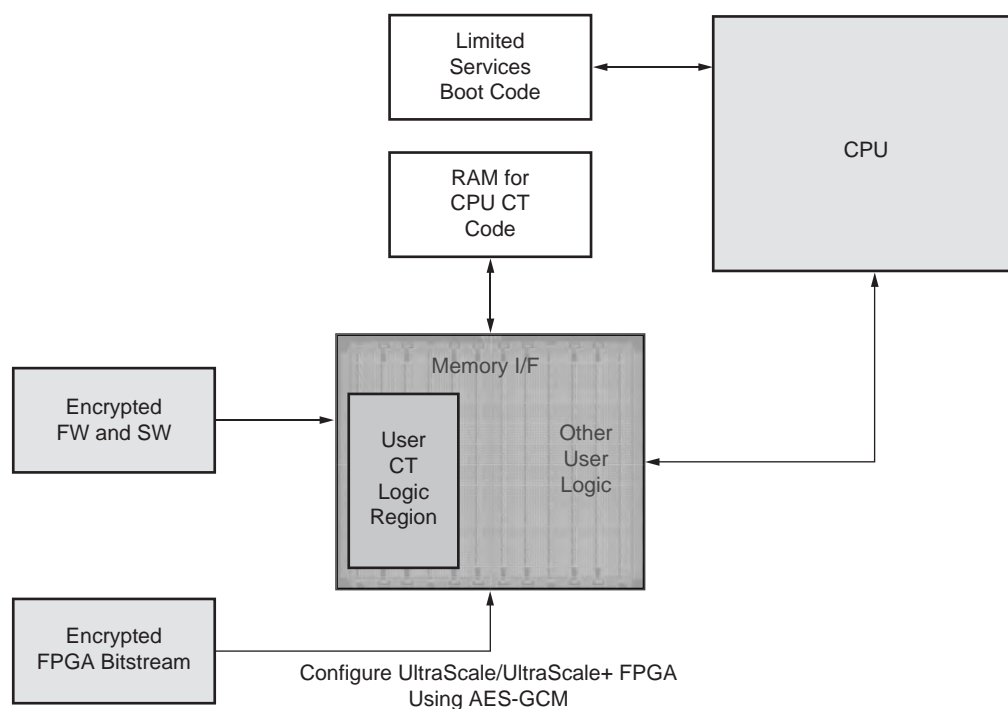 Limited
Services
Boot Code
CPU
RAM for
CPU CT
Code
Memory I/F
Encrypted
FW and SW
User
CT
Logic
Region
Other
User
Logic
Encrypted
FPGA Bitstream
Configure UltraScale/UltraScale+ FPGA
Using AES-GCM